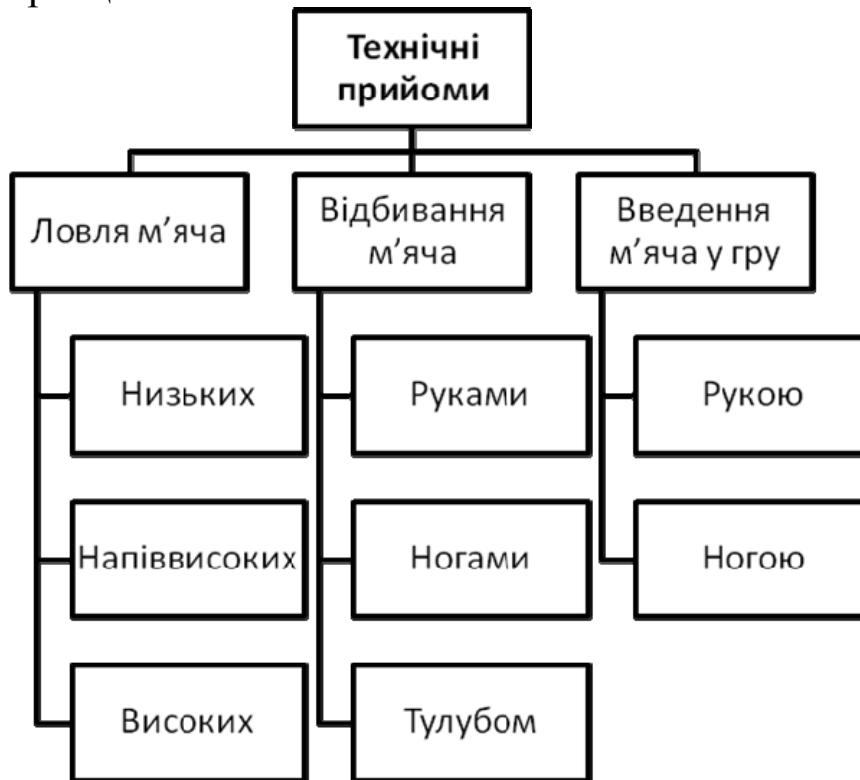 Технічні
прийоми
Ловля м’яча
Відбивання
м’яча
Введення
м’яча у гру
Низьких
Руками
Рукою
Напіввисоких
Ногами
Ногою
Високих
Тулубом